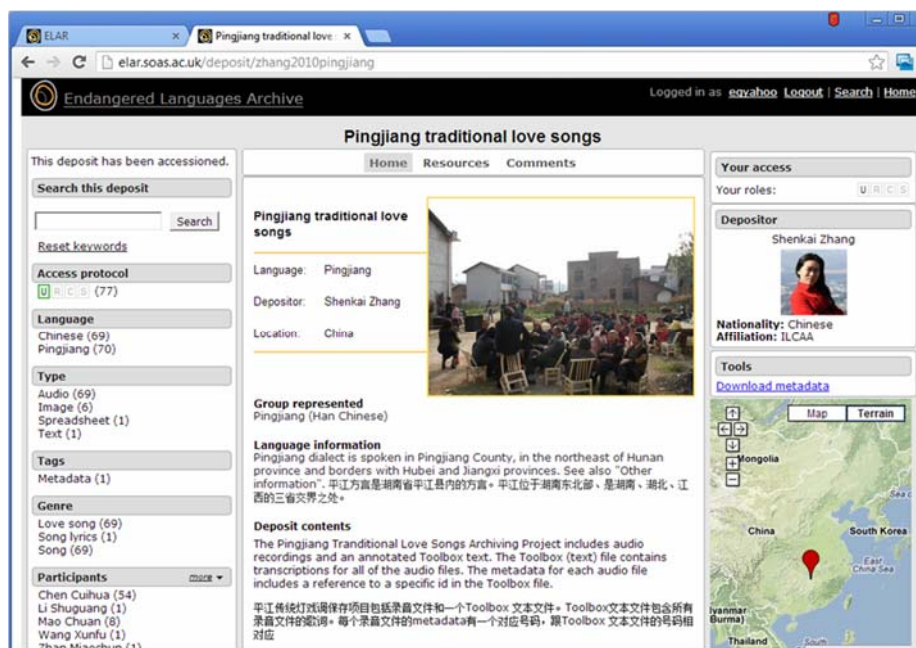 ELAR
Pingjiang traditional love s
elar.soas.ac.uk/deposit/zhang2010pingjiang
Endangered Languages Archive
Logged in as egyahoo Logout | Search | Home
Pingjiang traditional love songs
This deposit has been accessioned.
Search this deposit
Search
Reset keywords
Access protocol
U R C S (77)
Language
Chinese (69)
Pingjiang (70)
Type
Audio (69)
Image (6)
Spreadsheet (1)
Text (1)
Tags
Metadata (1)
Genre
Love song (69)
Song lyrics (1)
Song (69)
Participants more
Chen Cuihua (54)
Li Shuguang (1)
Mao Chuan (8)
Wang Xunfu (1)
Zhan Miaochun (1)
Home Resources Comments
Pingjiang traditional love
songs
Language: Pingjiang
Depositor: Shenkai Zhang
Location: China
Group represented
Pingjiang (Han Chinese)
Language information
Pingjiang dialect is spoken in Pingjiang County, in the northeast of Hunan
province and borders with Hubei and Jiangxi provinces. See also "Other
information". 平江方言是湖南省平江县内的方言。平江位于湖南东北部、是湖南、湖北、江
西的三省交界之处。
Deposit contents
The Pingjiang Tranditional Love Songs Archiving Project includes audio
recordings and an annotated Toolbox text. The Toolbox (text) file contains
transcriptions for all of the audio files. The metadata for each audio file
includes a reference to a specific id in the Toolbox file.
平江传统灯戏调保存项目包括录音文件和一个Toolbox 文本文件。Toolbox文本文件包含所有
录音文件的歌词。每个录音文件的metadata有一个对应号码，跟Toolbox 文本文件的号码相
对应
Your access
Your roles: U R C S
Depositor
Shenkai Zhang
Nationality: Chinese
Affiliation: ILCAA
Tools
Download metadata
Map Terrain
Mongolia
Sea o
China
South Korea
East
China Sea
Iyanmar
Burma)
Thailand
South